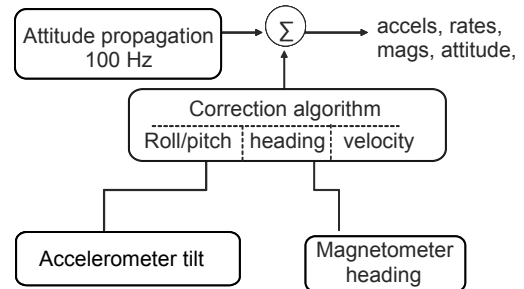 Attitude propagation
100 Hz
Σ
accels, rates,
mags, attitude,
Correction algorithm
Roll/pitch heading velocity
Accelerometer tilt
Magnetometer
heading